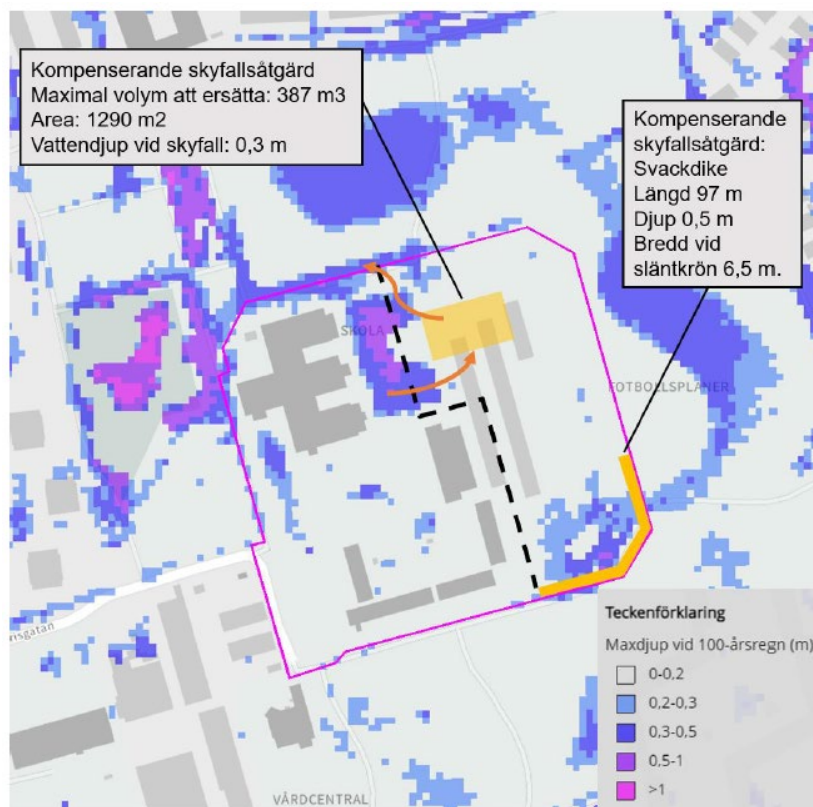 Kompenserande skyfallsåtgärd
Maximal volym att ersätta: 387 m3
Area: 1290 m2
Vattendjup vid skyfall: 0,3 m
Kompenserande
skyfallsåtgärd:
Svackdike
Längd 97 m
Djup 0,5 m
Bredd vid
släntkrön 6,5 m.
SKOLA
FOTBOLLSPLANER
nsgatan
VÅRDCENTRAL
Teckenförklaring
Maxdjup vid 100-årsregn (m)
0-0,2
0,2-0,3
0,3-0,5
0,5-1
>1